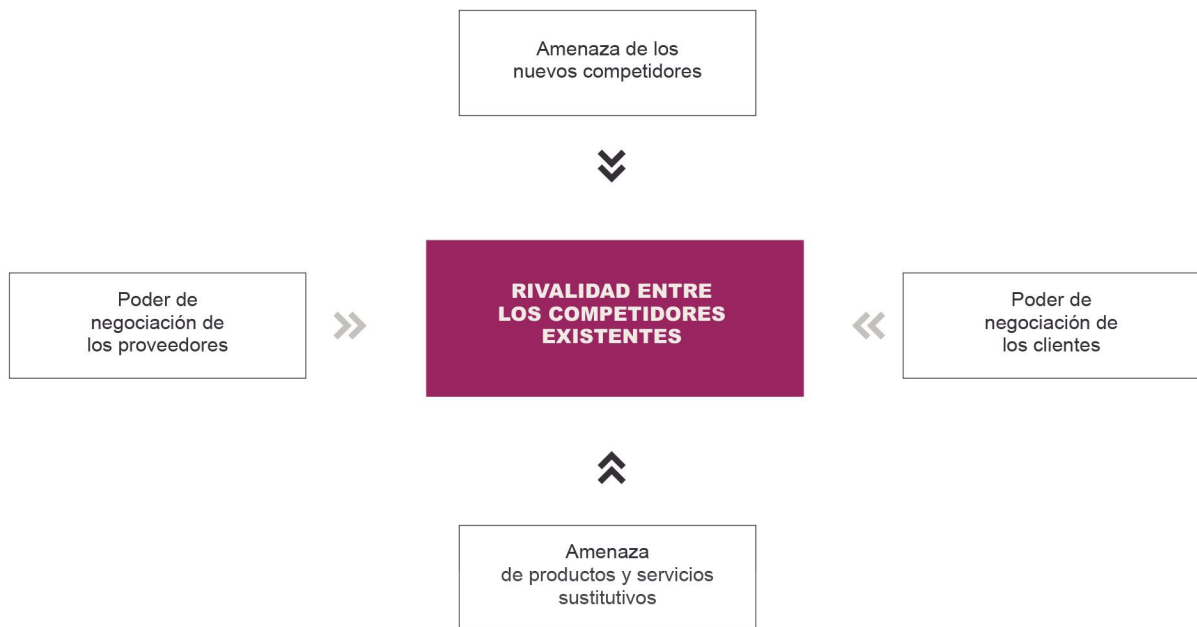 Amenaza de los
nuevos competidores
Poder de
negociación de
los proveedores
RIVALIDAD ENTRE
LOS COMPETIDORES
EXISTENTES
Poder de
negociación de
los clientes
Amenaza
de productos y servicios
sustitutivos